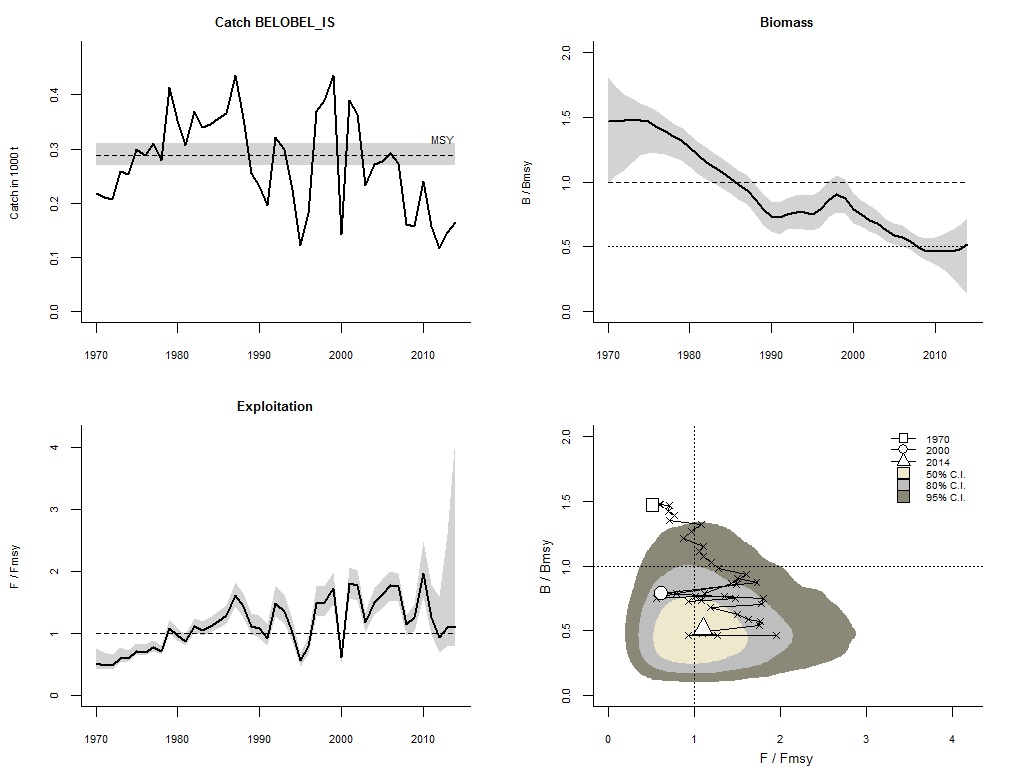 Catch BELOBEL_IS
Catch in 1000 t
0.0 0.1 0.2 0.3 0.4
MSY
1970 1980 1990 2000 2010
Biomass
B / Bmsy
0.0 0.5 1.0 1.5 2.0
1970 1980 1990 2000 2010
Exploitation
F / Fmsy
0 1 2 3 4
1970 1980 1990 2000 2010
B / Bmsy
0.0 0.5 1.0 1.5 2.0
1970
2000
2014
50% C.I.
80% C.I.
95% C.I.
0 1 2 3 4
F / Fmsy